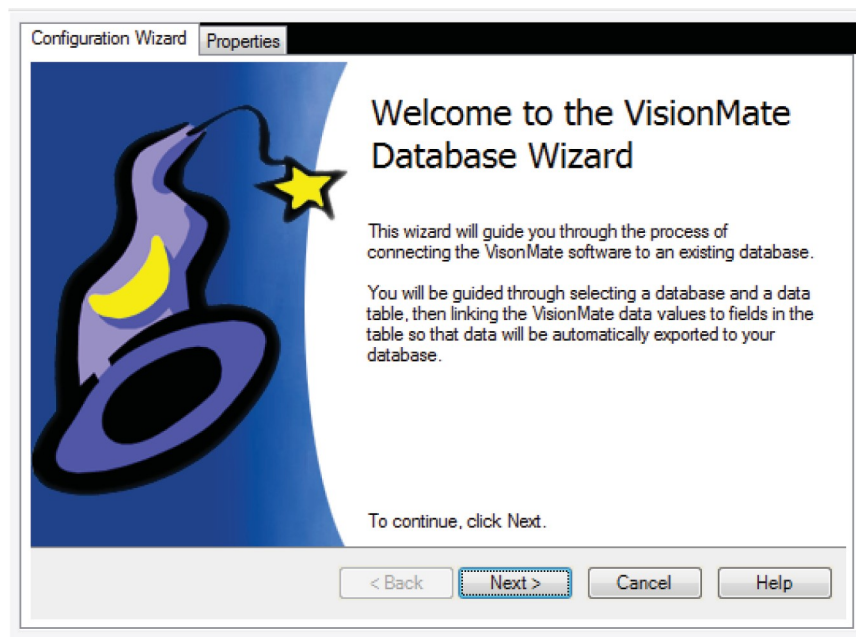 Configuration Wizard Properties
Welcome to the VisionMate
Database Wizard
This wizard will guide you through the process of
connecting the VisonMate software to an existing database.
You will be guided through selecting a database and a data
table, then linking the VisionMate data values to fields in the
table so that data will be automatically exported to your
database.
To continue, click Next.
< Back Next > Cancel Help